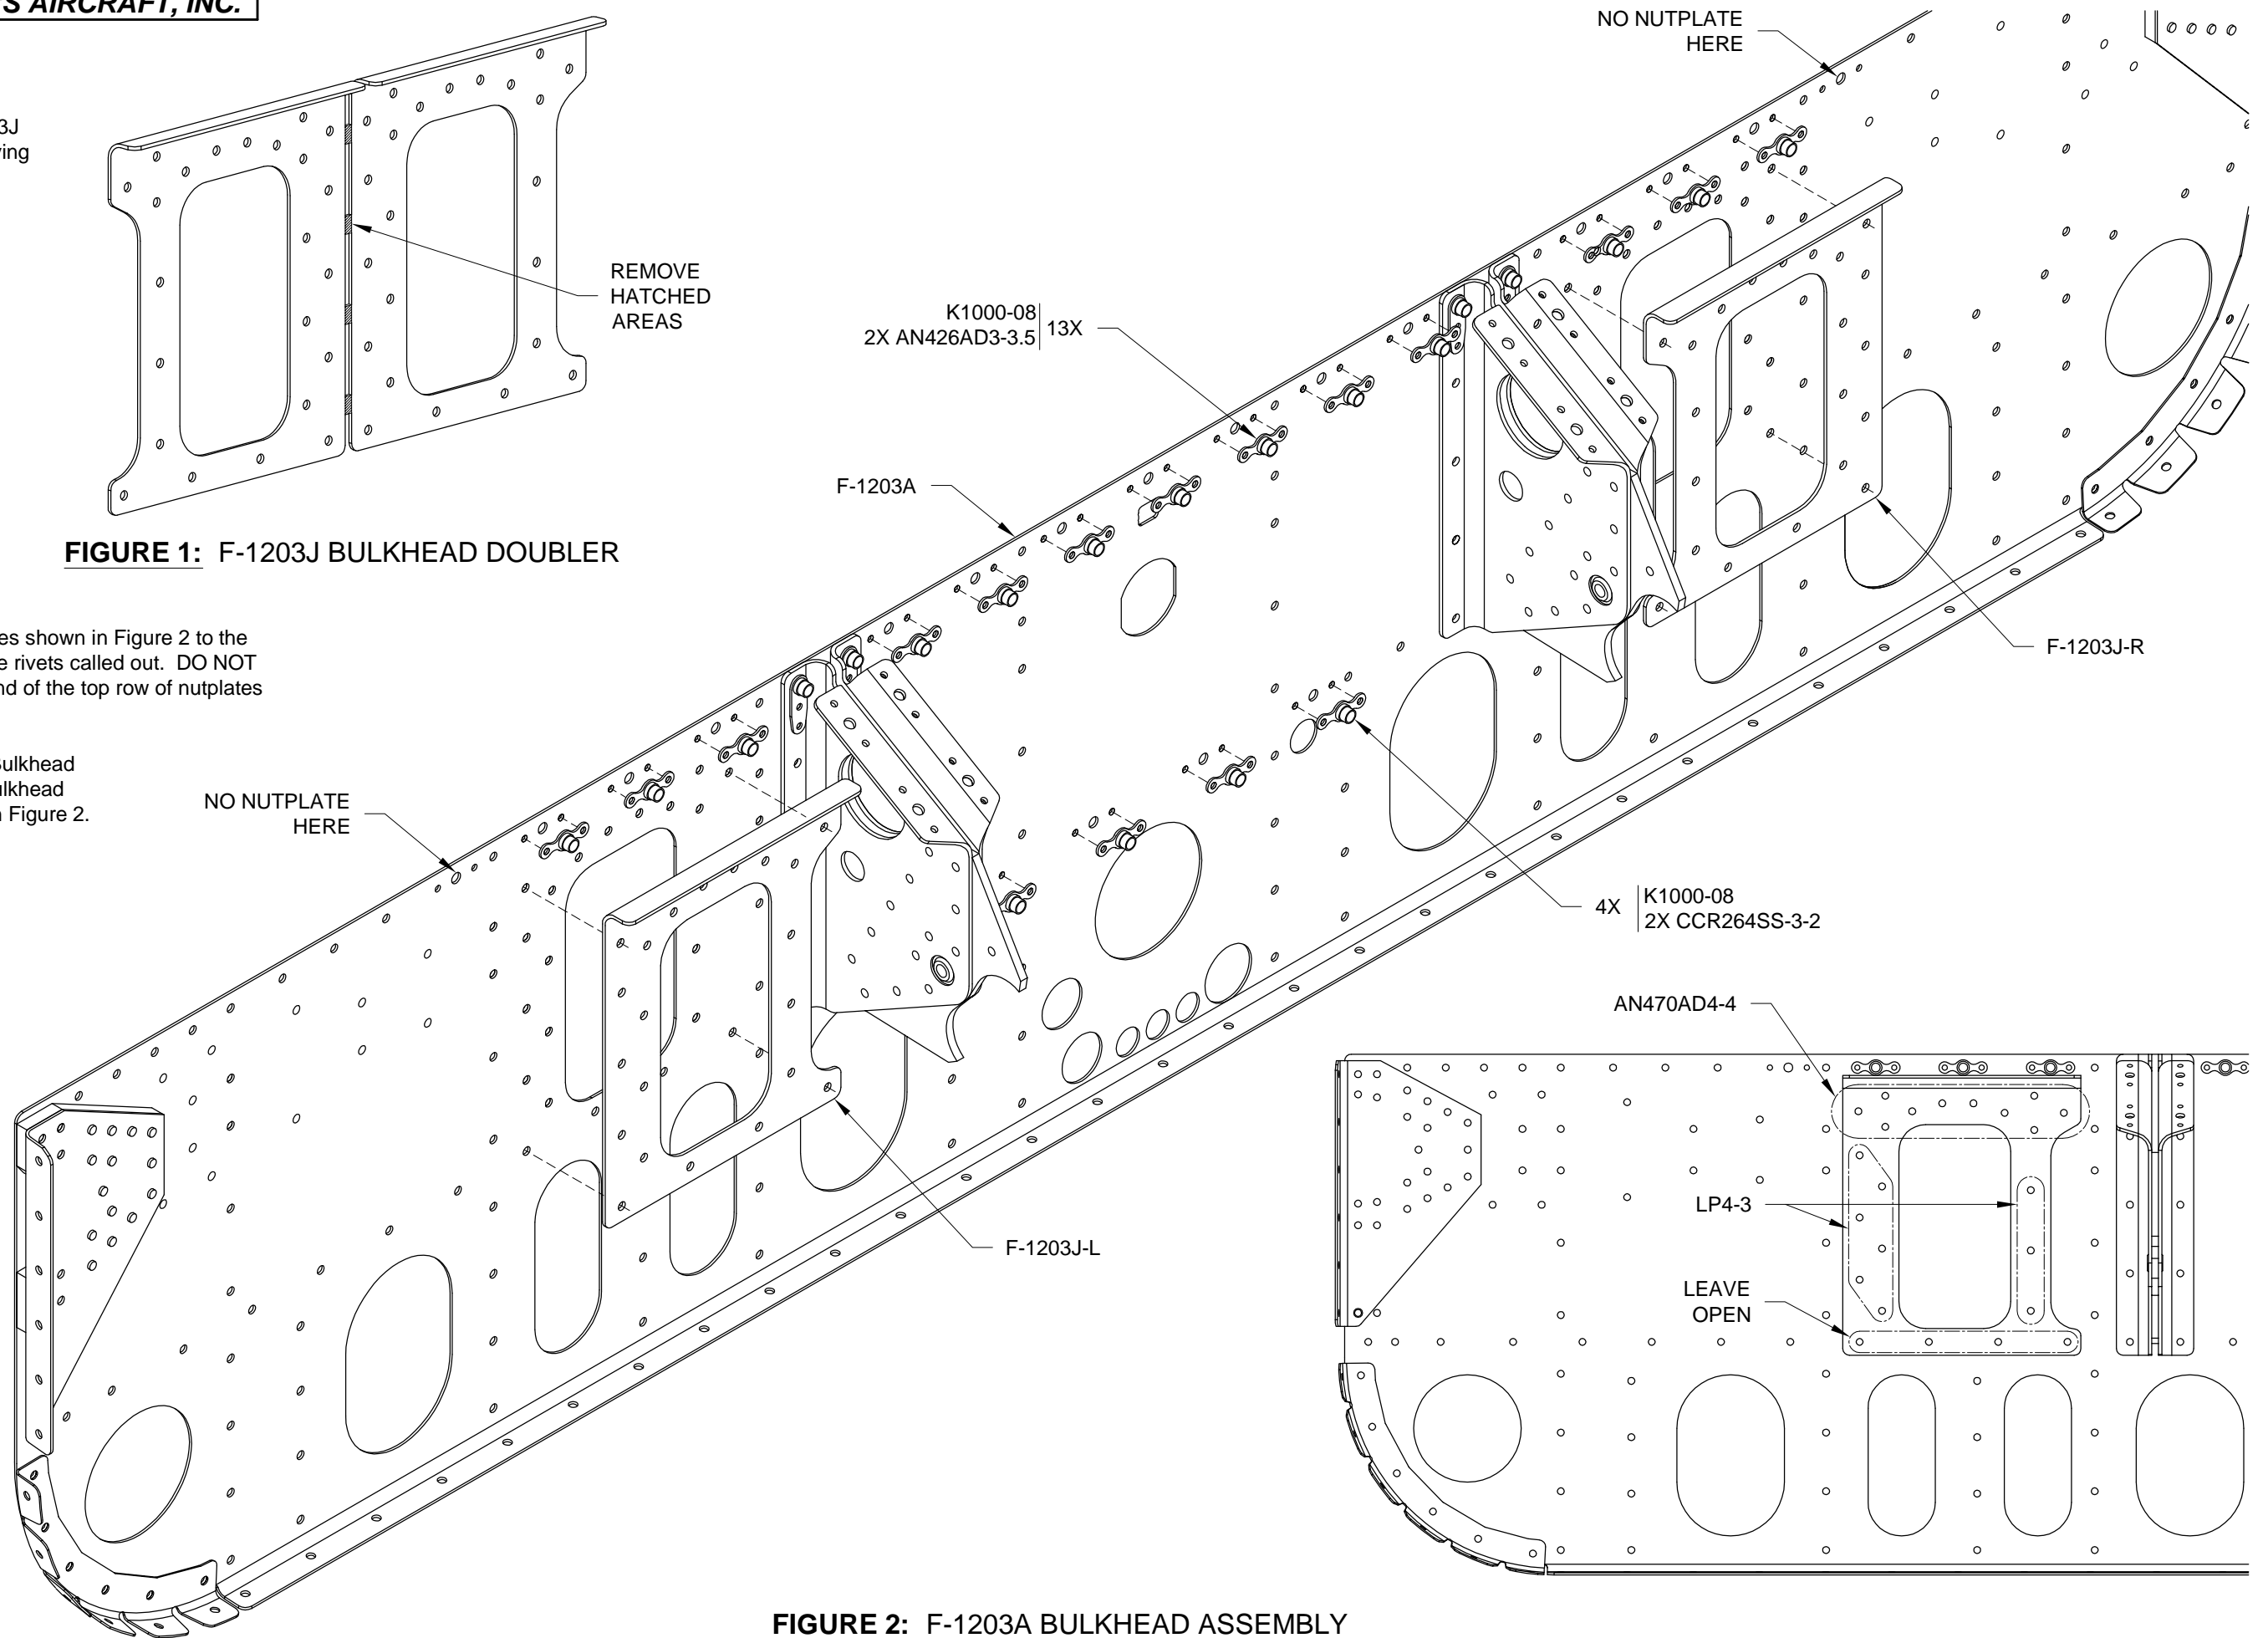 AIRCRAFT, INC.
REMOVE
HATCHED
AREAS
FIGURE 1: F-1203J BULKHEAD DOUBLER
es shown in Figure 2 to the
e rivets called out. DO NOT
nd of the top row of nutplates
Bulkhead
ulkhead
n Figure 2.
NO NUTPLATE
HERE
K1000-08
2X AN426AD3-3.5 13X
F-1203A
NO NUTPLATE
HERE
F-1203J-R
4X K1000-08
2X CCR264SS-3-2
F-1203J-L
AN470AD4-4
LP4-3
LEAVE
OPEN
FIGURE 2: F-1203A BULKHEAD ASSEMBLY